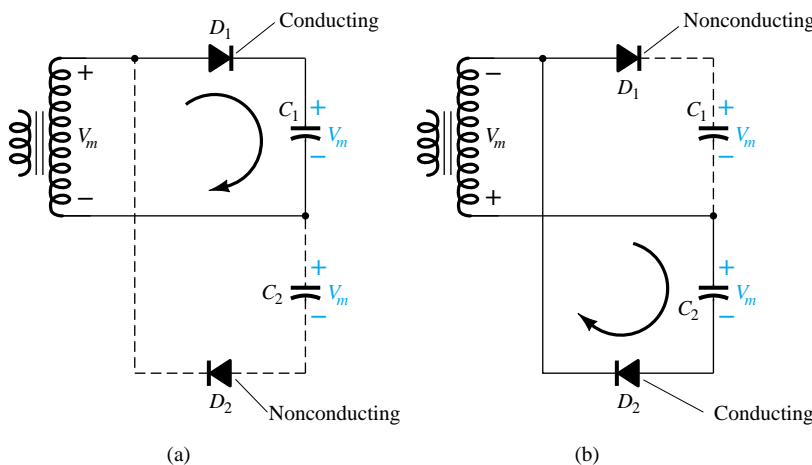 Conducting
D1
+
C1
+
Vm
Vm
−
−
+
C2
Vm
−
D2
Nonconducting
(a)
Nonconducting
−
D1
C1
+
Vm
Vm
−
+
+
C2
Vm
−
D2
Conducting
(b)